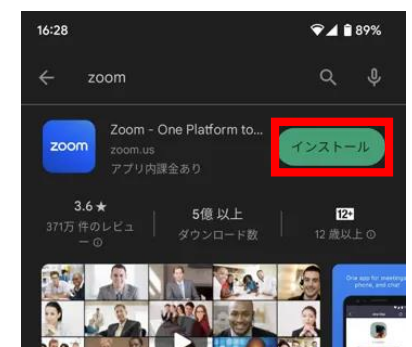 16:28 89%
zoom
zoom
Zoom - One Platform to...
zoom.us
アプリ内課金あり
インストール
3.6★
371万 件のレビュ
ー
5億 以上
ダウンロード数
12+
12 歳以上
One app for meetings,
phone, and chat